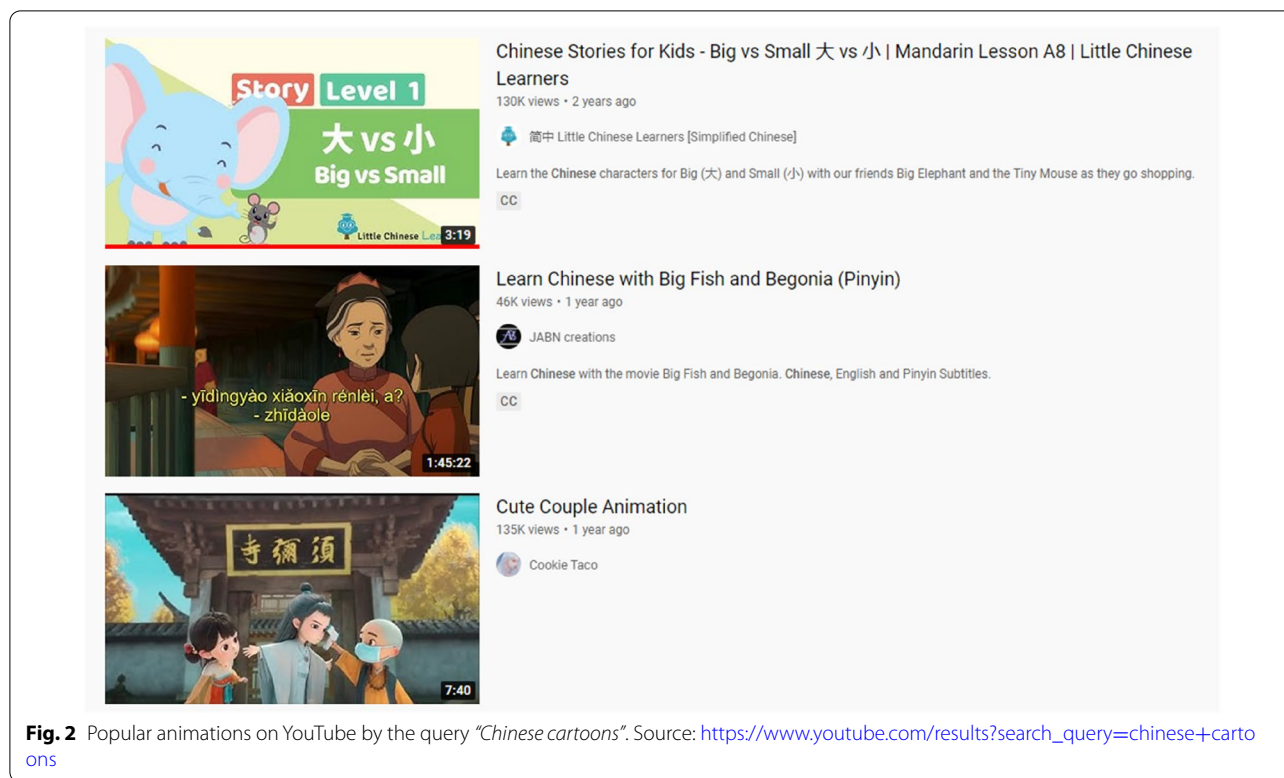 Story Level 1
大 vs 小
Big vs Small
Little Chinese Lea
3:19
Chinese Stories for Kids - Big vs Small 大 vs 小 | Mandarin Lesson A8 | Little Chinese
Learners
130K views • 2 years ago
简中 Little Chinese Learners [Simplified Chinese]
Learn the Chinese characters for Big (大) and Small (小) with our friends Big Elephant and the Tiny Mouse as they go shopping.
CC
- yīdìngyào xiǎoxīn rénlèi, a?
- zhīdàole
1:45:22
Learn Chinese with Big Fish and Begonia (Pinyin)
46K views • 1 year ago
JABN creations
Learn Chinese with the movie Big Fish and Begonia. Chinese, English and Pinyin Subtitles.
CC
寺彌須
7:40
Cute Couple Animation
135K views • 1 year ago
Cookie Taco
Fig. 2 Popular animations on YouTube by the query "Chinese cartoons". Source: https://www.youtube.com/results?search_query=chinese+carto
ons